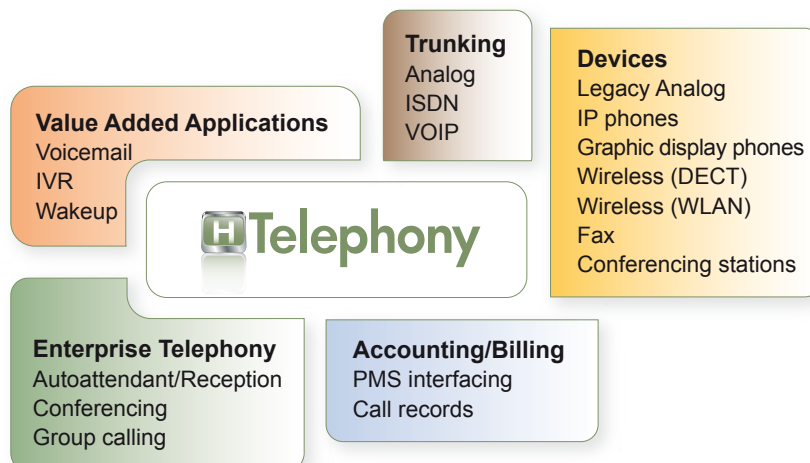 Trunking
Analog
ISDN
VOIP
Devices
Legacy Analog
IP phones
Graphic display phones
Wireless (DECT)
Wireless (WLAN)
Fax
Conferencing stations
Value Added Applications
Voicemail
IVR
Wakeup
H Telephony
Enterprise Telephony
Autoattendant/Reception
Conferencing
Group calling
Accounting/Billing
PMS interfacing
Call records